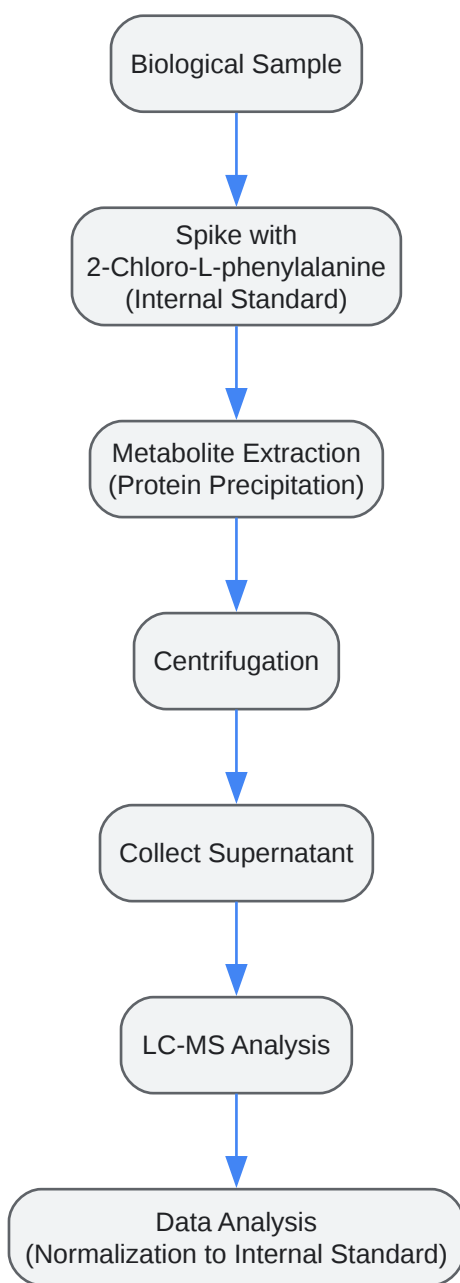 Biological Sample
Spike with
2-Chloro-L-phenylalanine
(Internal Standard)
Metabolite Extraction
(Protein Precipitation)
Centrifugation
Collect Supernatant
LC-MS Analysis
Data Analysis
(Normalization to Internal Standard)